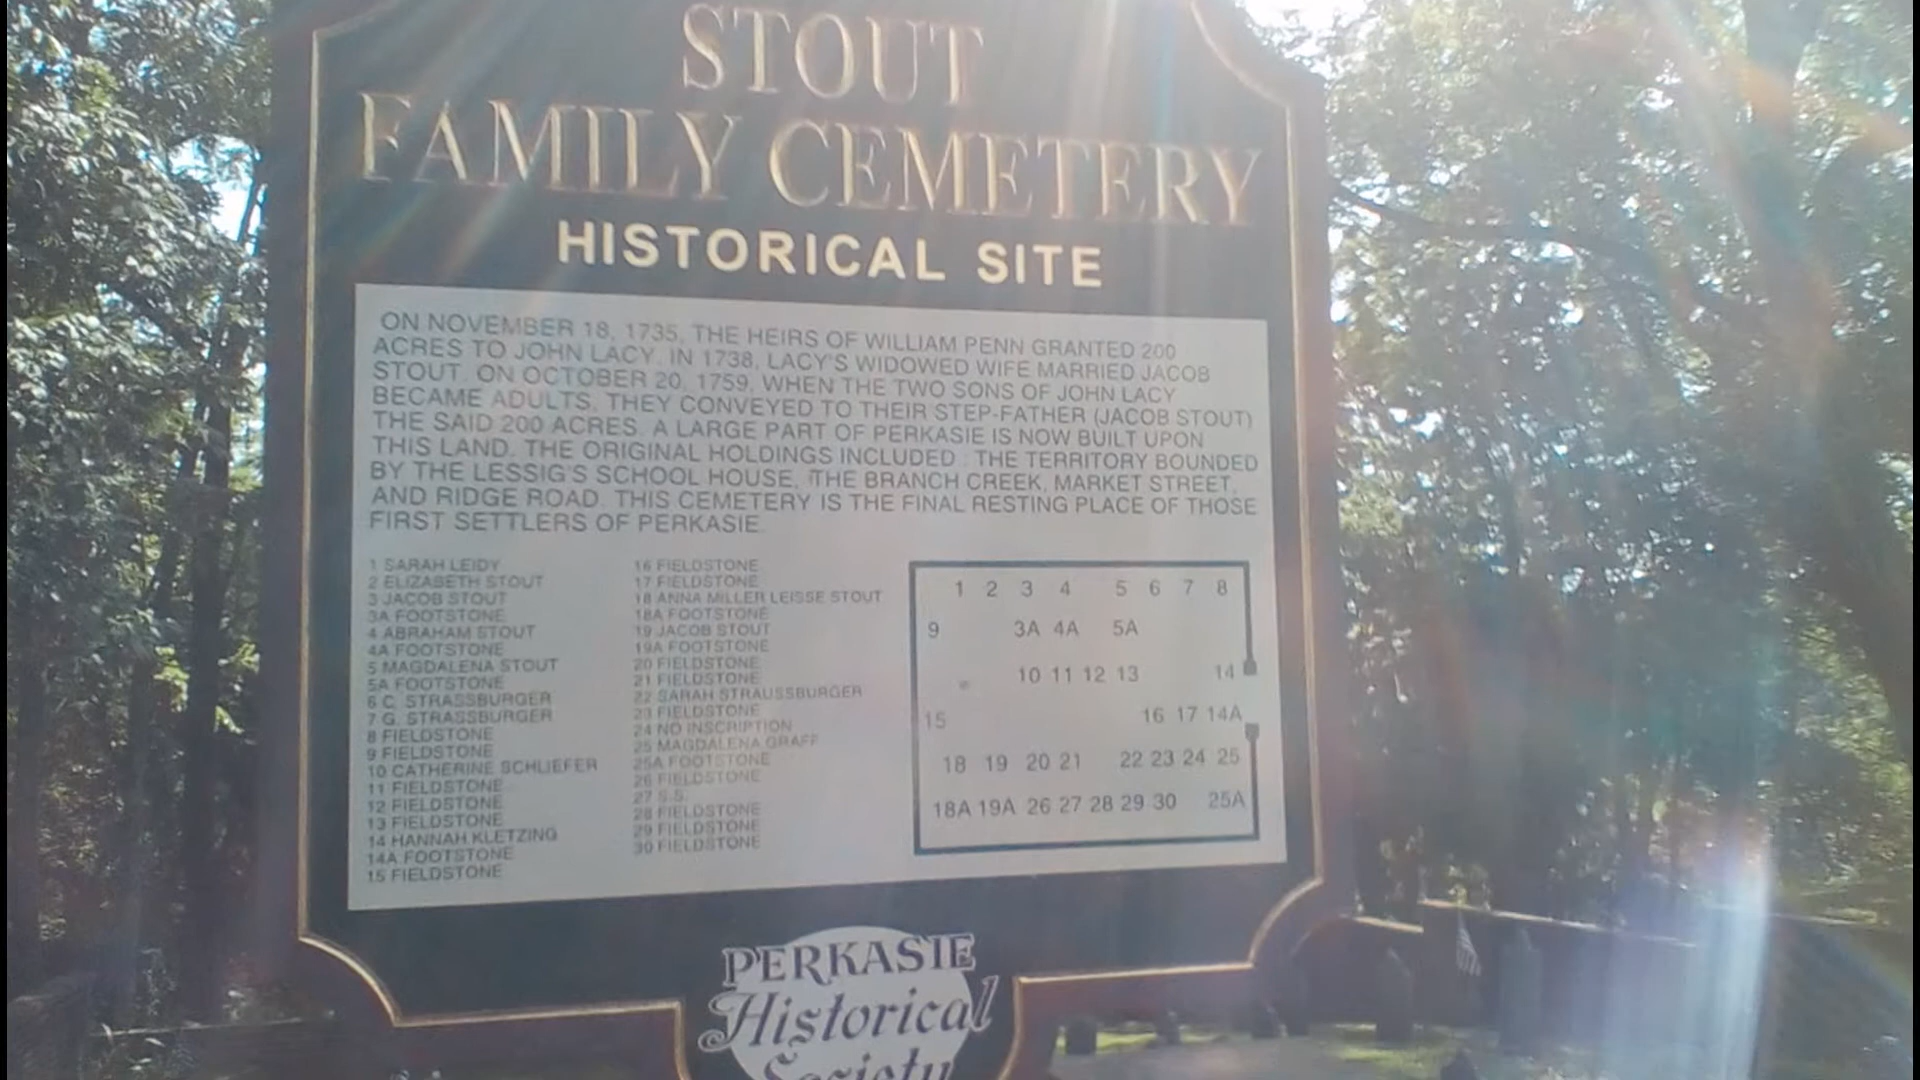 STOUT
FAMILY CEMETERY
HISTORICAL SITE
ON NOVEMBER 18, 1735, THE HEIRS OF WILLIAM PENN GRANTED 200
ACRES TO JOHN LACY. IN 1738, LACY'S WIDOWED WIFE MARRIED JACOB
STOUT. ON OCTOBER 20, 1759, WHEN THE TWO SONS OF JOHN LACY
BECAME ADULTS, THEY CONVEYED TO THEIR STEP-FATHER (JACOB STOUT)
THE SAID 200 ACRES. A LARGE PART OF PERKASIE IS NOW BUILT UPON
THIS LAND. THE ORIGINAL HOLDINGS INCLUDED: THE TERRITORY BOUNDED
BY THE LESSIG'S SCHOOL HOUSE, THE BRANCH CREEK, MARKET STREET,
AND RIDGE ROAD. THIS CEMETERY IS THE FINAL RESTING PLACE OF THOSE
FIRST SETTLERS OF PERKASIE.
1 SARAH LEIDY
2 ELIZABETH STOUT
3 JACOB STOUT
3A FOOTSTONE
4 ABRAHAM STOUT
4A FOOTSTONE
5 MAGDALENA STOUT
5A FOOTSTONE
6 C. STRASSBURGER
7 G. STRASSBURGER
8 FIELDSTONE
9 FIELDSTONE
10 CATHERINE SCHLIEFER
11 FIELDSTONE
12 FIELDSTONE
13 FIELDSTONE
14 HANNAH KLETZING
14A FOOTSTONE
15 FIELDSTONE
16 FIELDSTONE
17 FIELDSTONE
18 ANNA MILLER LEISSE STOUT
18A FOOTSTONE
19 JACOB STOUT
19A FOOTSTONE
20 FIELDSTONE
21 FIELDSTONE
22 SARAH STRAUSSBURGER
23 FIELDSTONE
24 NO INSCRIPTION
25 MAGDALENA GRAFF
25A FOOTSTONE
26 FIELDSTONE
27 S.S.
28 FIELDSTONE
29 FIELDSTONE
30 FIELDSTONE
1 2 3 4 5 6 7 8
9 3A 4A 5A
10 11 12 13 14
15 16 17 14A
18 19 20 21 22 23 24 25
18A 19A 26 27 28 29 30 25A
PERKASIE
Historical
Society